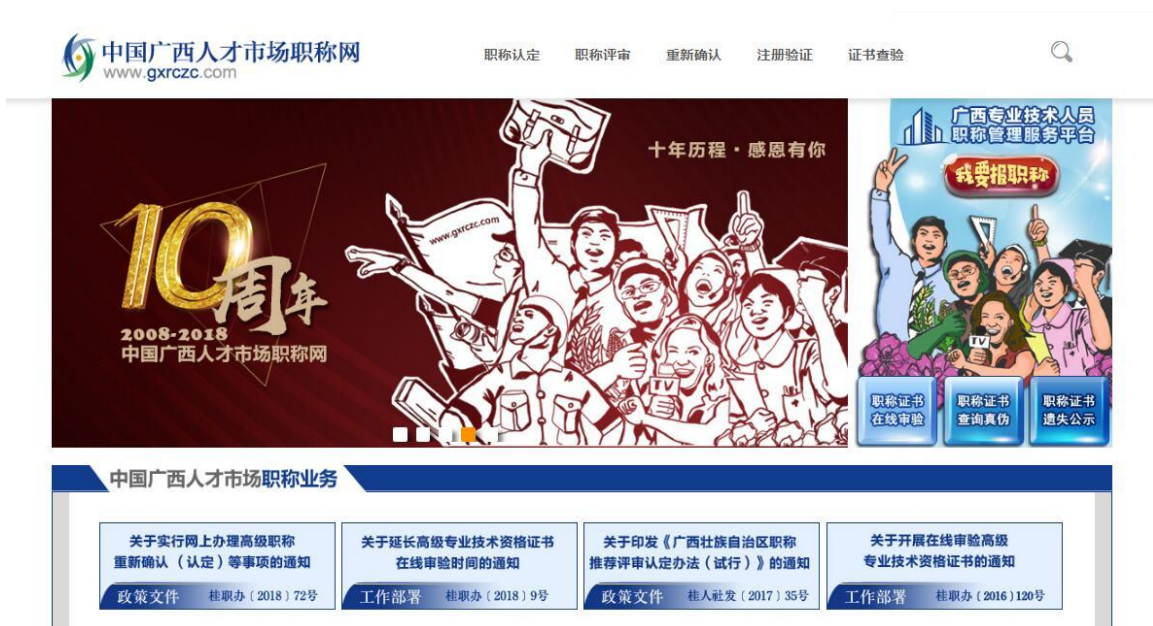 中国广西人才市场职称网
www.gxrczc.com
职称认定 职称评审 重新确认 注册验证 证书查验
十年历程·感恩有你
www.gxrczc.com
10周年
2008-2018
中国广西人才市场职称网
广西专业技术人员
职称管理服务平台
我要报职称
TV
TV
职称证书
在线审验
职称证书
查询真伪
职称证书
遗失公示
中国广西人才市场职称业务
关于实行网上办理高级职称
重新确认（认定）等事项的通知
政策文件 桂职办〔2018〕72号
关于延长高级专业技术资格证书
在线审验时间的通知
工作部署 桂职办〔2018〕9号
关于印发《广西壮族自治区职称
推荐评审认定办法（试行）》的通知
政策文件 桂人社发〔2017〕35号
关于开展在线审验高级
专业技术资格证书的通知
工作部署 桂职办〔2016〕120号